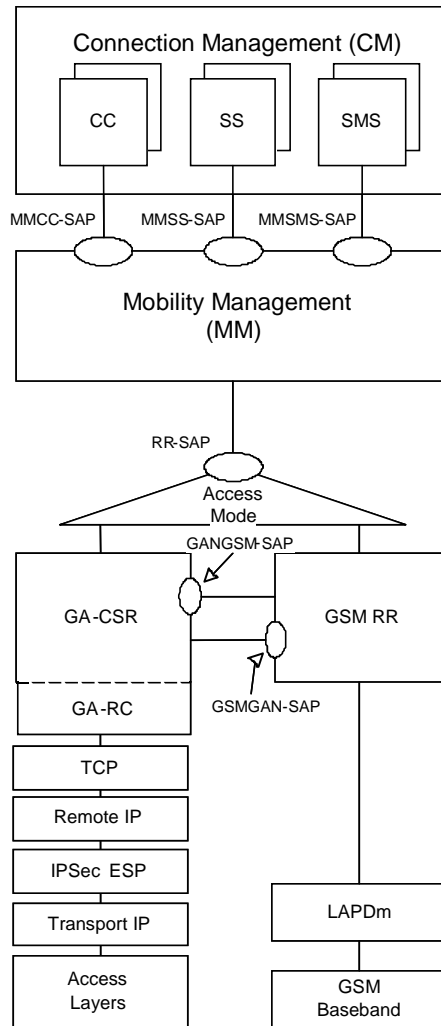 Connection Management (CM)
CC
SS
SMS
MMCC-SAP
MMSS-SAP
MMSMS-SAP
Mobility Management
(MM)
RR-SAP
Access
Mode
GANGSM-SAP
GA-CSR
GSM RR
GA-RC
GSMGAN-SAP
TCP
Remote IP
IPSec ESP
Transport IP
LAPDm
Access
Layers
GSM
Baseband